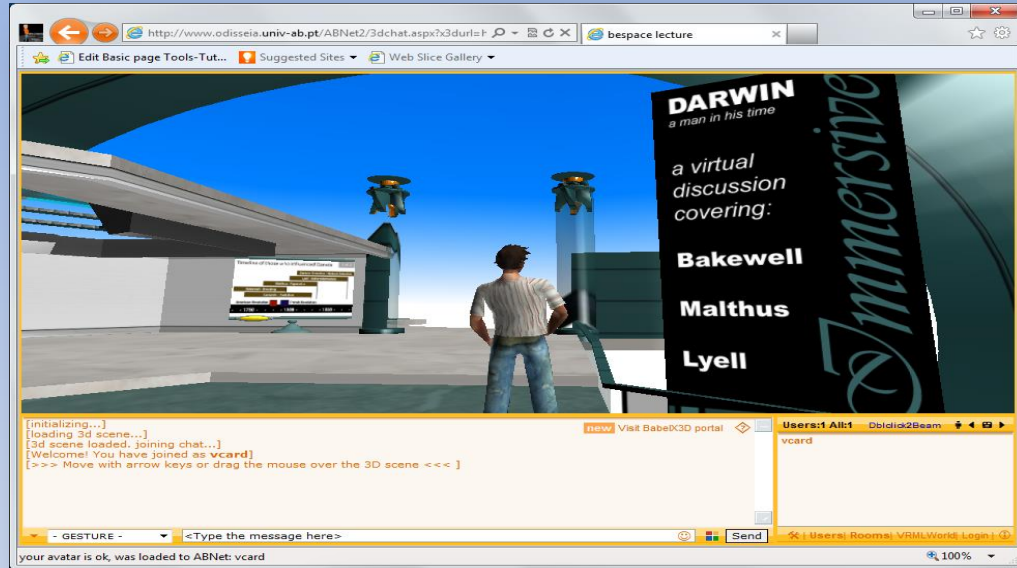 http://www.odisseia.univ-ab.pt/ABNet2/3dchat.aspx?x3durl=
bespace lecture
Edit Basic page Tools-Tut...
Suggested Sites
Web Slice Gallery
DARWIN
a man in his time
a virtual
discussion
covering:
Bakewell
Malthus
Lyell
Immersive
[initializing...]
[loading 3d scene...]
[3d scene loaded. joining chat...]
[Welcome! You have joined as vcard]
[>>> Move with arrow keys or drag the mouse over the 3D scene <<< ]
new Visit BabelX3D portal
Users:1 All:1 Dblclick2Beam
vcard
- GESTURE -
<Type the message here>
Send
| Users| Rooms| VRMLWorld| Login |
your avatar is ok, was loaded to ABNet: vcard
100%